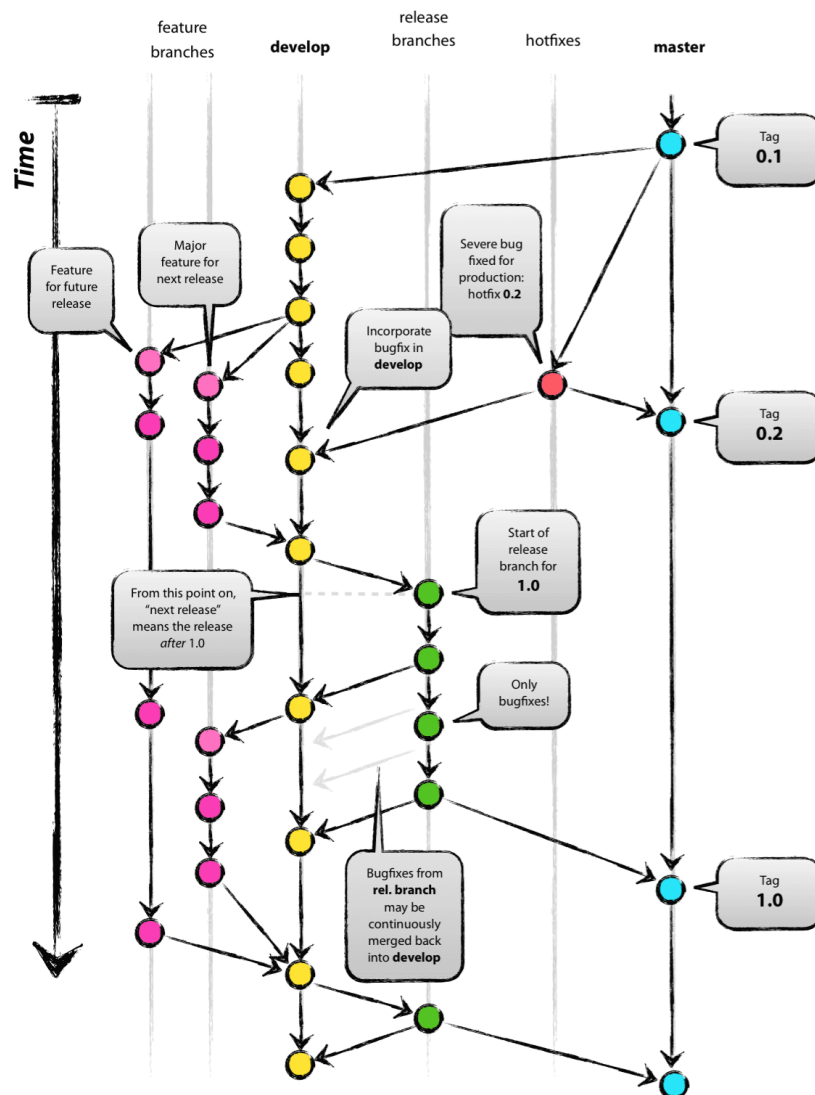 feature
branches
develop
release
branches
hotfixes
master
Time
Tag
0.1
Severe bug
fixed for
production:
hotfix 0.2
Major
feature for
next release
Feature
for future
release
Incorporate
bugfix in
develop
Tag
0.2
Start of
release
branch for
1.0
From this point on,
“next release”
means the release
after 1.0
Only
bugfixes!
Bugfixes from
rel. branch
may be
continuously
merged back
into develop
Tag
1.0